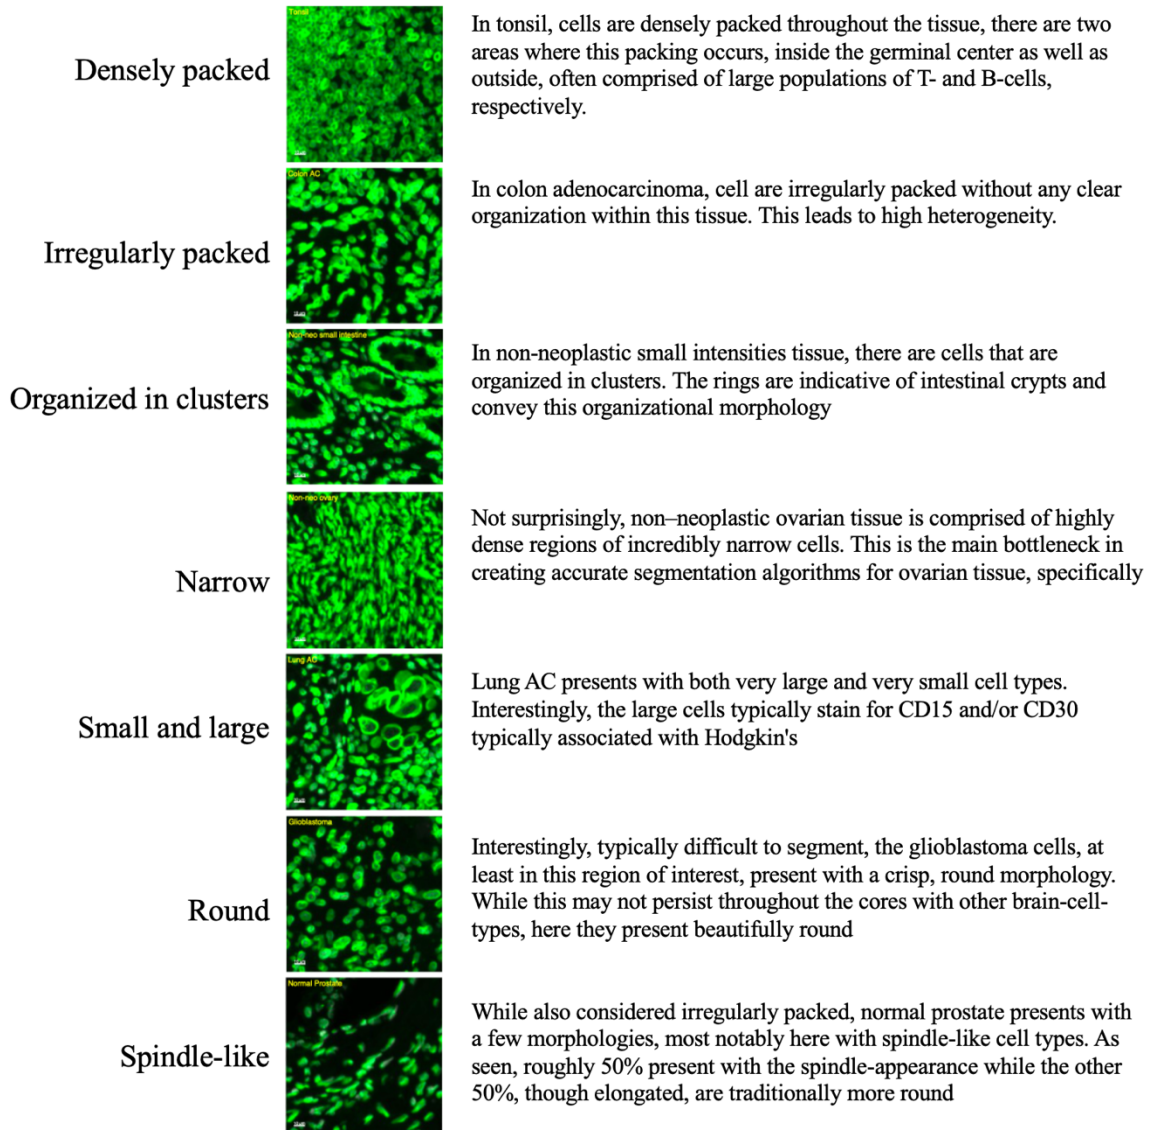 Densely packed
Tonsil
In tonsil, cells are densely packed throughout the tissue, there are two
areas where this packing occurs, inside the germinal center as well as
outside, often comprised of large populations of T- and B-cells,
respectively.
Irregularly packed
Colon AC
In colon adenocarcinoma, cell are irregularly packed without any clear
organization within this tissue. This leads to high heterogeneity.
Organized in clusters
Non-neo small intestine
In non-neoplastic small intensities tissue, there are cells that are
organized in clusters. The rings are indicative of intestinal crypts and
convey this organizational morphology
Narrow
Non-neo ovary
Not surprisingly, non–neoplastic ovarian tissue is comprised of highly
dense regions of incredibly narrow cells. This is the main bottleneck in
creating accurate segmentation algorithms for ovarian tissue, specifically
Small and large
Lung AC
Lung AC presents with both very large and very small cell types.
Interestingly, the large cells typically stain for CD15 and/or CD30
typically associated with Hodgkin's
Round
Glioblastoma
Interestingly, typically difficult to segment, the glioblastoma cells, at
least in this region of interest, present with a crisp, round morphology.
While this may not persist throughout the cores with other brain-cell-
types, here they present beautifully round
Spindle-like
Normal Prostate
While also considered irregularly packed, normal prostate presents with
a few morphologies, most notably here with spindle-like cell types. As
seen, roughly 50% present with the spindle-appearance while the other
50%, though elongated, are traditionally more round